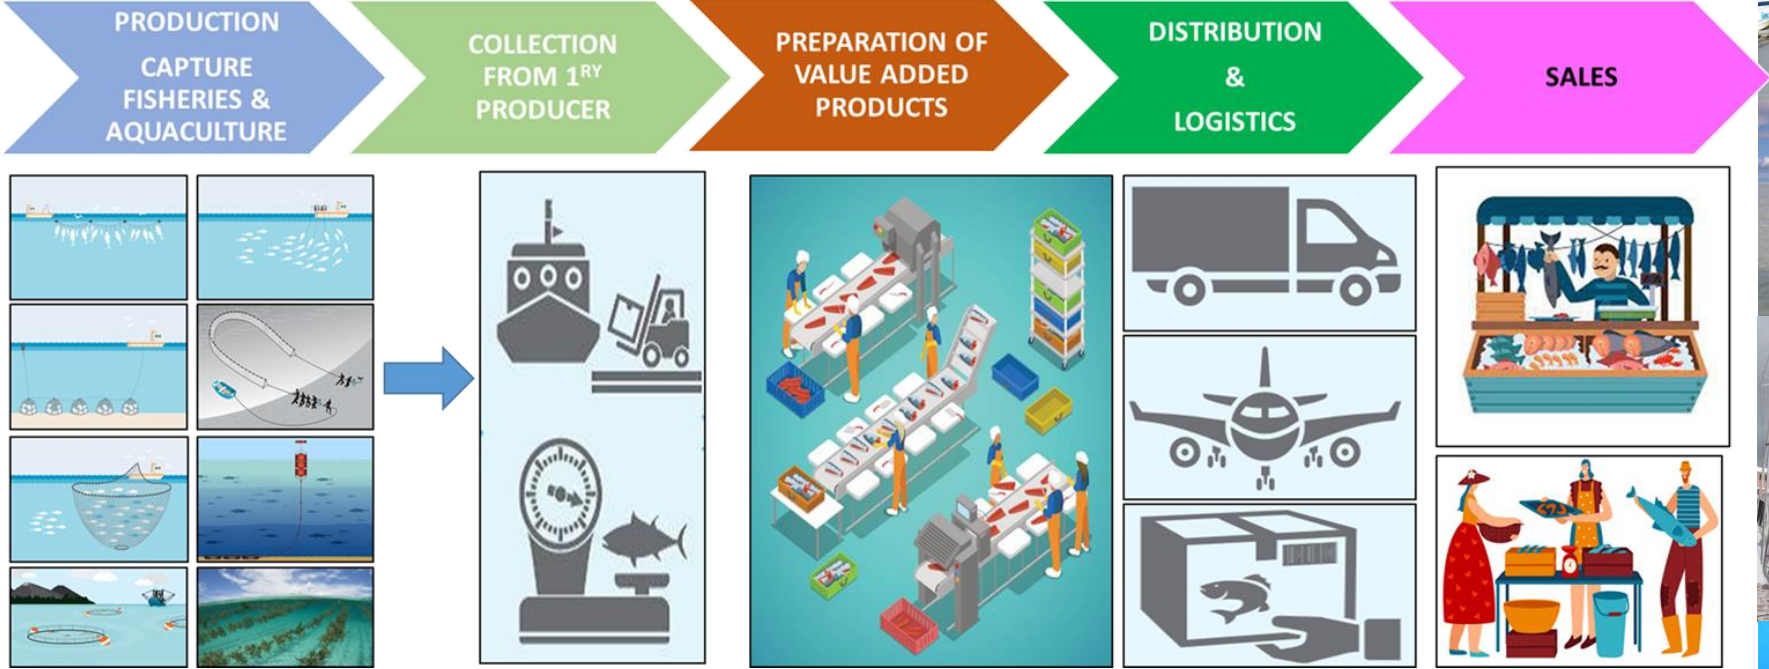 PRODUCTION
CAPTURE
FISHERIES &
AQUACULTURE
COLLECTION
FROM 1RY
PRODUCER
PREPARATION OF
VALUE ADDED
PRODUCTS
DISTRIBUTION
&
LOGISTICS
SALES